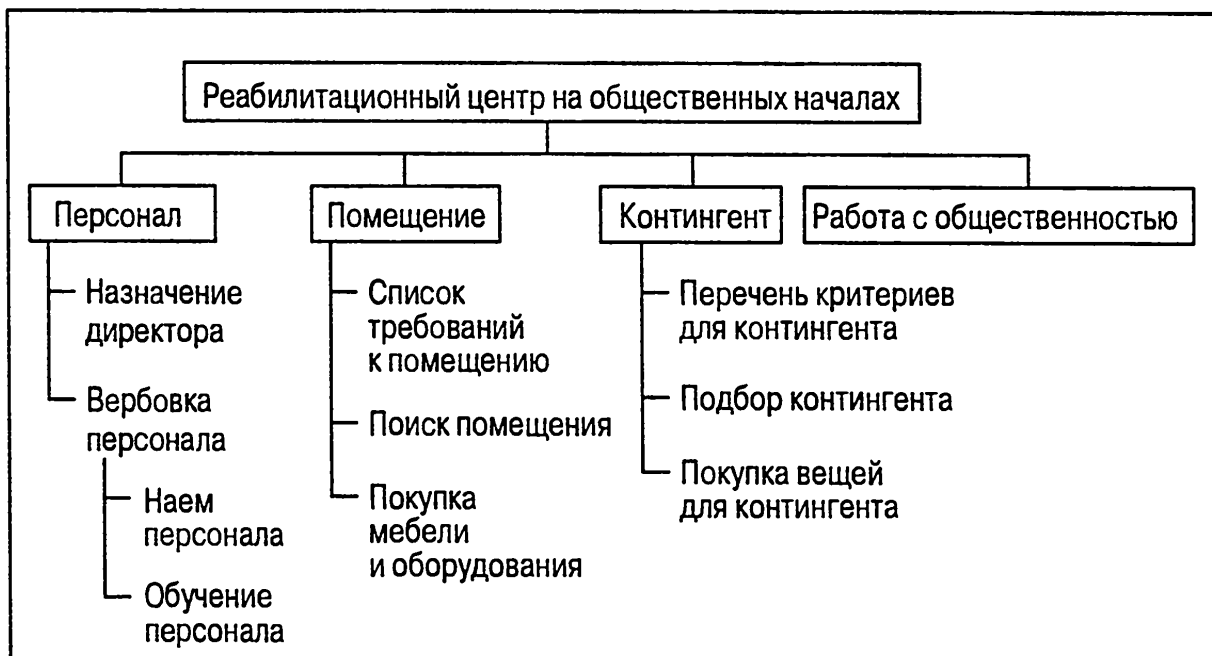 Реабилитационный центр на общественных началах
Персонал
Помещение
Контингент
Работа с общественностью
Назначение
директора
Вербовка
персонала
Наем
персонала
Обучение
персонала
Список
требований
к помещению
Поиск помещения
Покупка
мебели
и оборудования
Перечень критериев
для контингента
Подбор контингента
Покупка вещей
для контингента